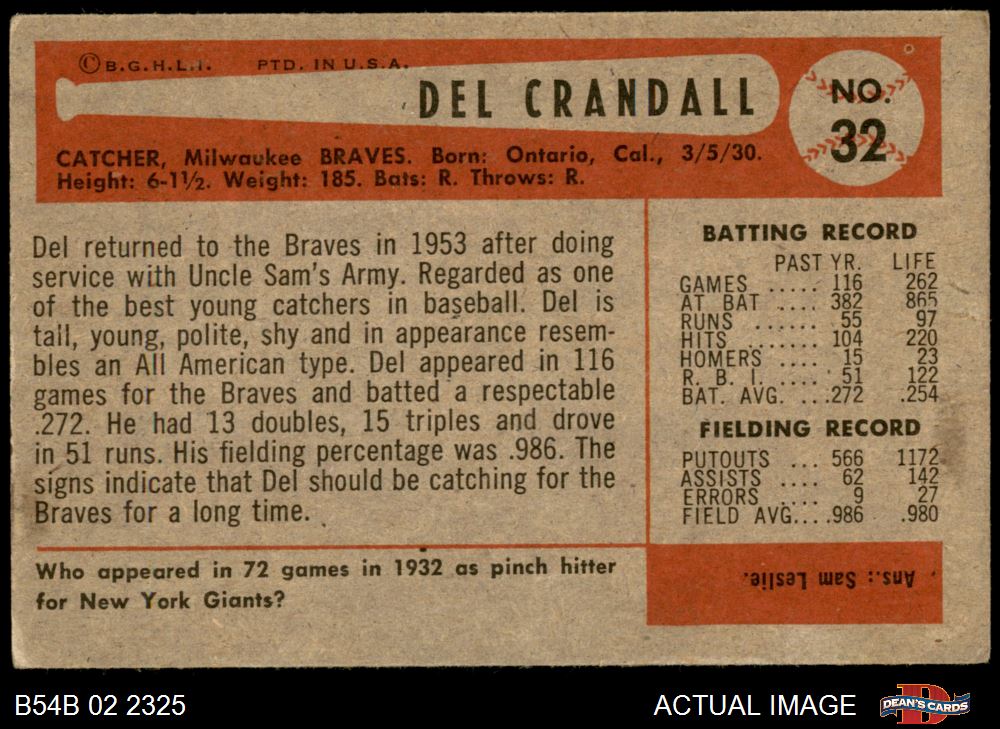 ©B.G.H.L.I. PTD. IN U.S.A.
DEL CRANDALL
NO.
32
CATCHER, Milwaukee BRAVES. Born: Ontario, Cal., 3/5/30.
Height: 6-1½. Weight: 185. Bats: R. Throws: R.
Del returned to the Braves in 1953 after doing
service with Uncle Sam's Army. Regarded as one
of the best young catchers in baseball. Del is
tall, young, polite, shy and in appearance resem-
bles an All American type. Del appeared in 116
games for the Braves and batted a respectable
.272. He had 13 doubles, 15 triples and drove
in 51 runs. His fielding percentage was .986. The
signs indicate that Del should be catching for the
Braves for a long time.
BATTING RECORD
PAST YR. LIFE
GAMES ..... 116 262
AT BAT .... 382 865
RUNS ...... 55 97
HITS ...... 104 220
HOMERS .... 15 23
R. B. I. .... 51 122
BAT. AVG. ...272 .254
FIELDING RECORD
PUTOUTS ... 566 1172
ASSISTS .... 62 142
ERRORS .... 9 27
FIELD AVG....986 .980
Who appeared in 72 games in 1932 as pinch hitter
for New York Giants?
Ans.: Sam Leslie.
B54B 02 2325
ACTUAL IMAGE
DEAN'S CARDS